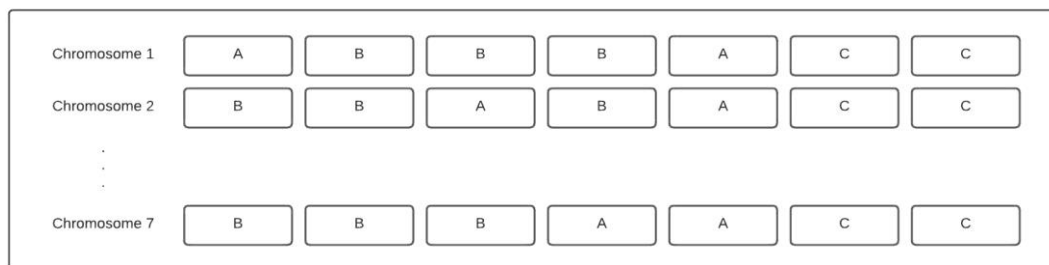 Chromosome 1 A B B B A C C
Chromosome 2 B B A B A C C
.
.
.
Chromosome 7 B B B A A C C